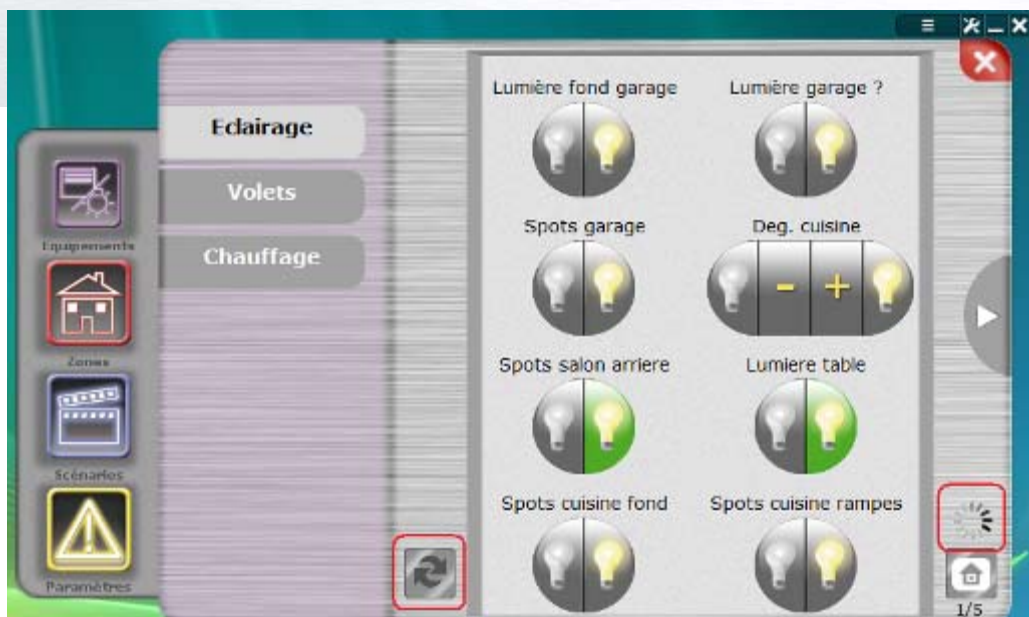 Equipements
Zones
Scénarios
Paramètres
Eclairage
Volets
Chauffage
Lumière fond garage
Lumière garage ?
Spots garage
Deg. cuisine
Spots salon arriere
Lumiere table
Spots cuisine fond
Spots cuisine rampes
1/5